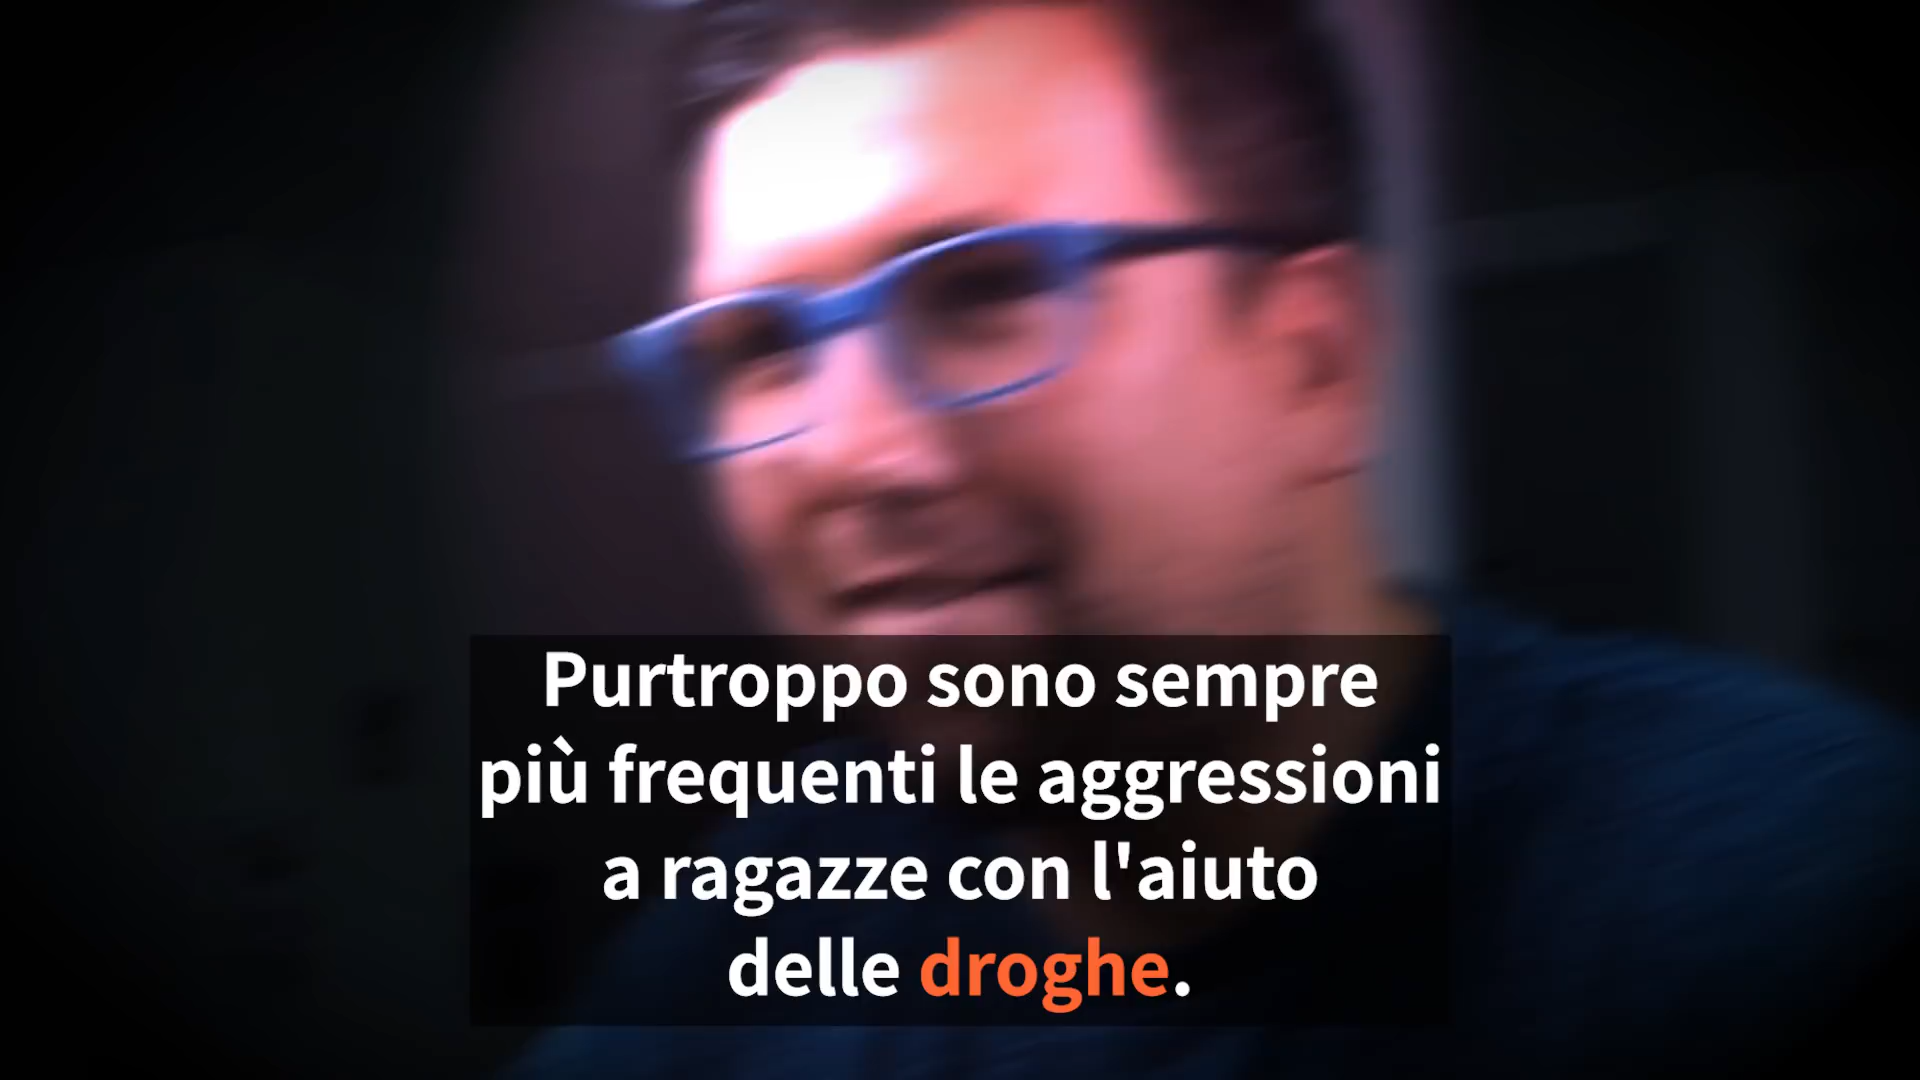 Purtroppo sono sempre
più frequenti le aggressioni
a ragazze con l'aiuto
delle droghe.